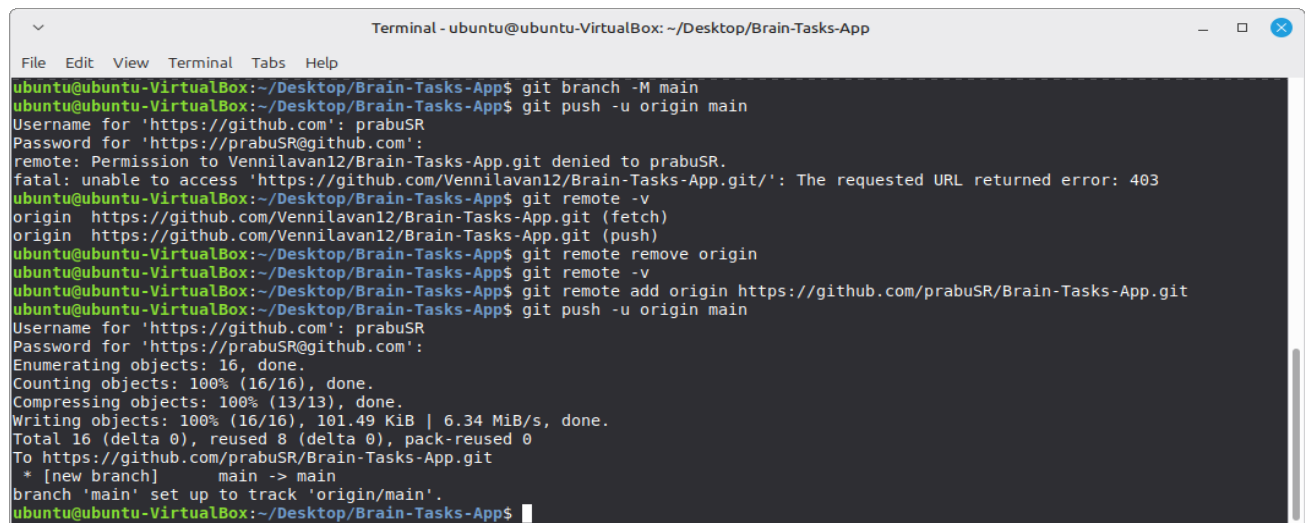 Terminal - ubuntu@ubuntu-VirtualBox: ~/Desktop/Brain-Tasks-App
File Edit View Terminal Tabs Help
ubuntu@ubuntu-VirtualBox:~/Desktop/Brain-Tasks-App$ git branch -M main
ubuntu@ubuntu-VirtualBox:~/Desktop/Brain-Tasks-App$ git push -u origin main
Username for 'https://github.com': prabuSR
Password for 'https://prabuSR@github.com':
remote: Permission to Vennilavan12/Brain-Tasks-App.git denied to prabuSR.
fatal: unable to access 'https://github.com/Vennilavan12/Brain-Tasks-App.git/': The requested URL returned error: 403
ubuntu@ubuntu-VirtualBox:~/Desktop/Brain-Tasks-App$ git remote -v
origin  https://github.com/Vennilavan12/Brain-Tasks-App.git (fetch)
origin  https://github.com/Vennilavan12/Brain-Tasks-App.git (push)
ubuntu@ubuntu-VirtualBox:~/Desktop/Brain-Tasks-App$ git remote remove origin
ubuntu@ubuntu-VirtualBox:~/Desktop/Brain-Tasks-App$ git remote -v
ubuntu@ubuntu-VirtualBox:~/Desktop/Brain-Tasks-App$ git remote add origin https://github.com/prabuSR/Brain-Tasks-App.git
ubuntu@ubuntu-VirtualBox:~/Desktop/Brain-Tasks-App$ git push -u origin main
Username for 'https://github.com': prabuSR
Password for 'https://prabuSR@github.com':
Enumerating objects: 16, done.
Counting objects: 100% (16/16), done.
Compressing objects: 100% (13/13), done.
Writing objects: 100% (16/16), 101.49 KiB | 6.34 MiB/s, done.
Total 16 (delta 0), reused 8 (delta 0), pack-reused 0
To https://github.com/prabuSR/Brain-Tasks-App.git
 * [new branch]      main -> main
branch 'main' set up to track 'origin/main'.
ubuntu@ubuntu-VirtualBox:~/Desktop/Brain-Tasks-App$